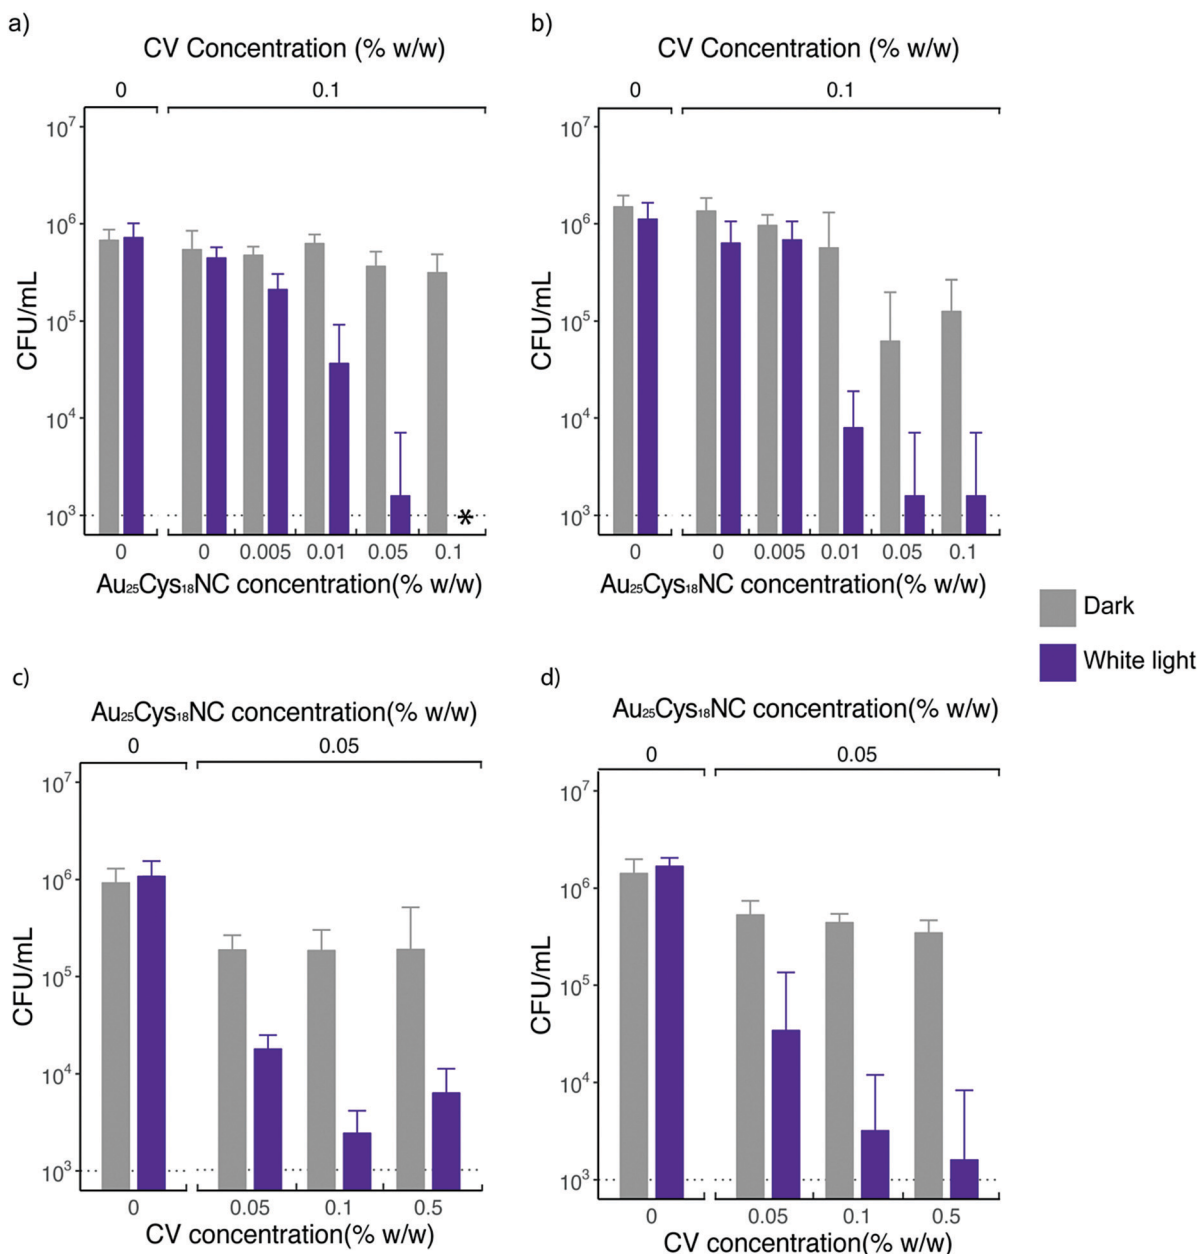 a)
CV Concentration (% w/w)
0 0.1
10⁷
10⁶
10⁵
10⁴
10³
CFU/mL
*
0 0 0.005 0.01 0.05 0.1
Au₂₅Cys₁₈NC concentration(% w/w)
b)
CV Concentration (% w/w)
0 0.1
10⁷
10⁶
10⁵
10⁴
10³
CFU/mL
0 0 0.005 0.01 0.05 0.1
Au₂₅Cys₁₈NC concentration(% w/w)
Dark
White light
c)
Au₂₅Cys₁₈NC concentration(% w/w)
0 0.05
10⁷
10⁶
10⁵
10⁴
10³
CFU/mL
0 0.05 0.1 0.5
CV concentration(% w/w)
d)
Au₂₅Cys₁₈NC concentration(% w/w)
0 0.05
10⁷
10⁶
10⁵
10⁴
10³
CFU/mL
0 0.05 0.1 0.5
CV concentration(% w/w)